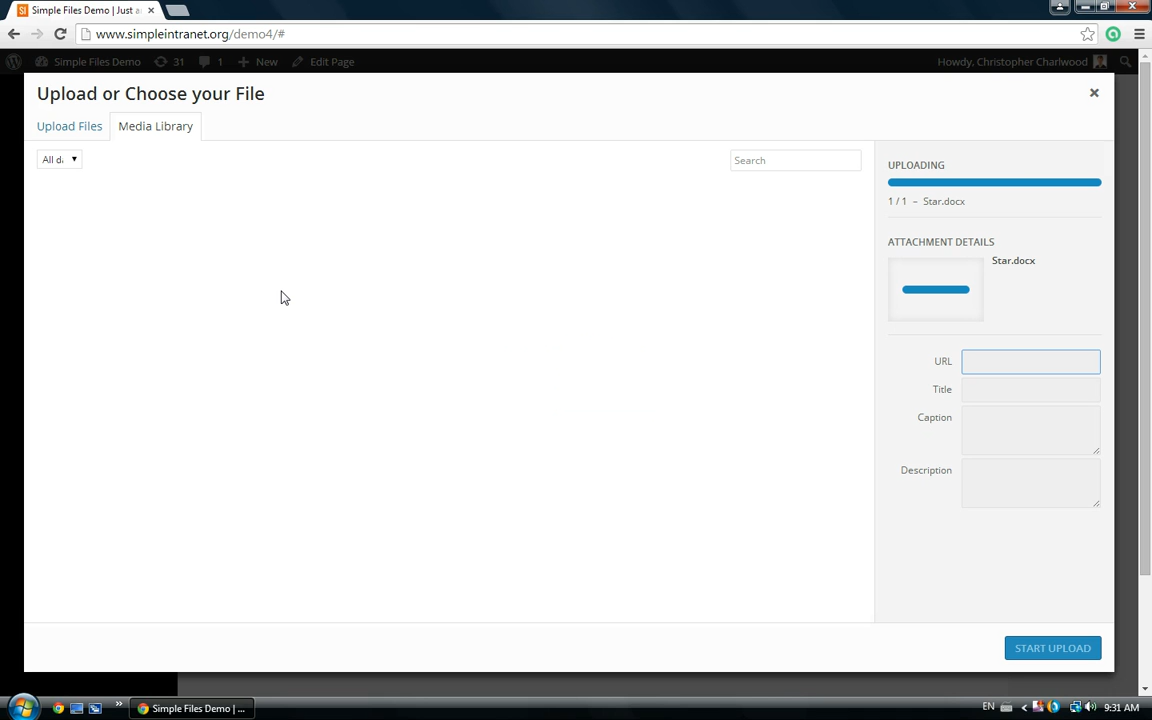 Simple Files Demo | Just a
www.simpleintranet.org/demo4/#
Simple Files Demo 31 1 New Edit Page Howdy, Christopher Charlwood
Upload or Choose your File
Upload Files Media Library
All da Search
UPLOADING
1 / 1 – Star.docx
ATTACHMENT DETAILS
Star.docx
URL
Title
Caption
Description
START UPLOAD
Simple Files Demo | ... EN 9:31 AM